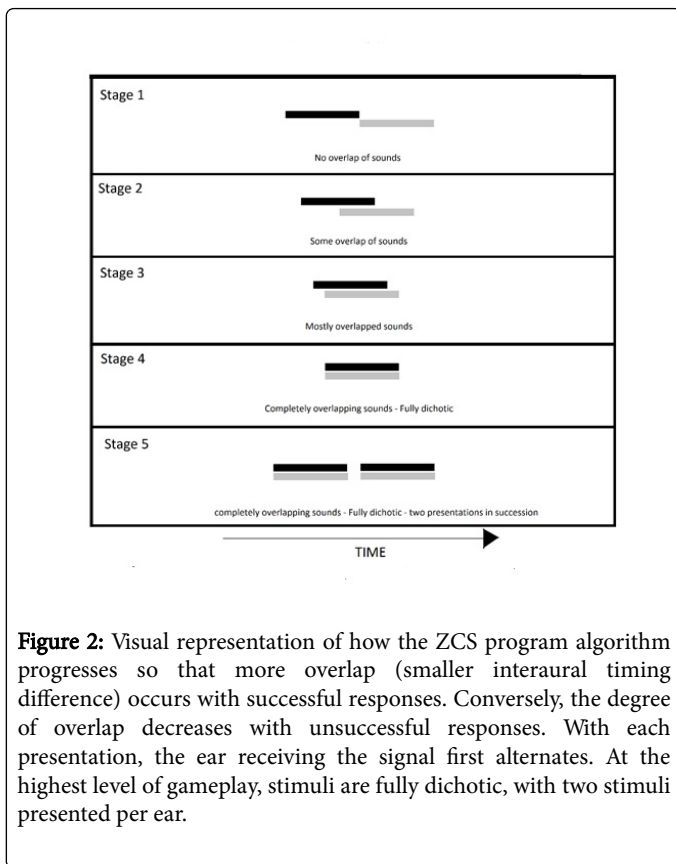 Stage 1
No overlap of sounds
Stage 2
Some overlap of sounds
Stage 3
Mostly overlapped sounds
Stage 4
Completely overlapping sounds - Fully dichotic
Stage 5
completely overlapping sounds - Fully dichotic - two presentations in succession
TIME
Figure 2: Visual representation of how the ZCS program algorithm
progresses so that more overlap (smaller interaural timing
difference) occurs with successful responses. Conversely, the degree
of overlap decreases with unsuccessful responses. With each
presentation, the ear receiving the signal first alternates. At the
highest level of gameplay, stimuli are fully dichotic, with two stimuli
presented per ear.